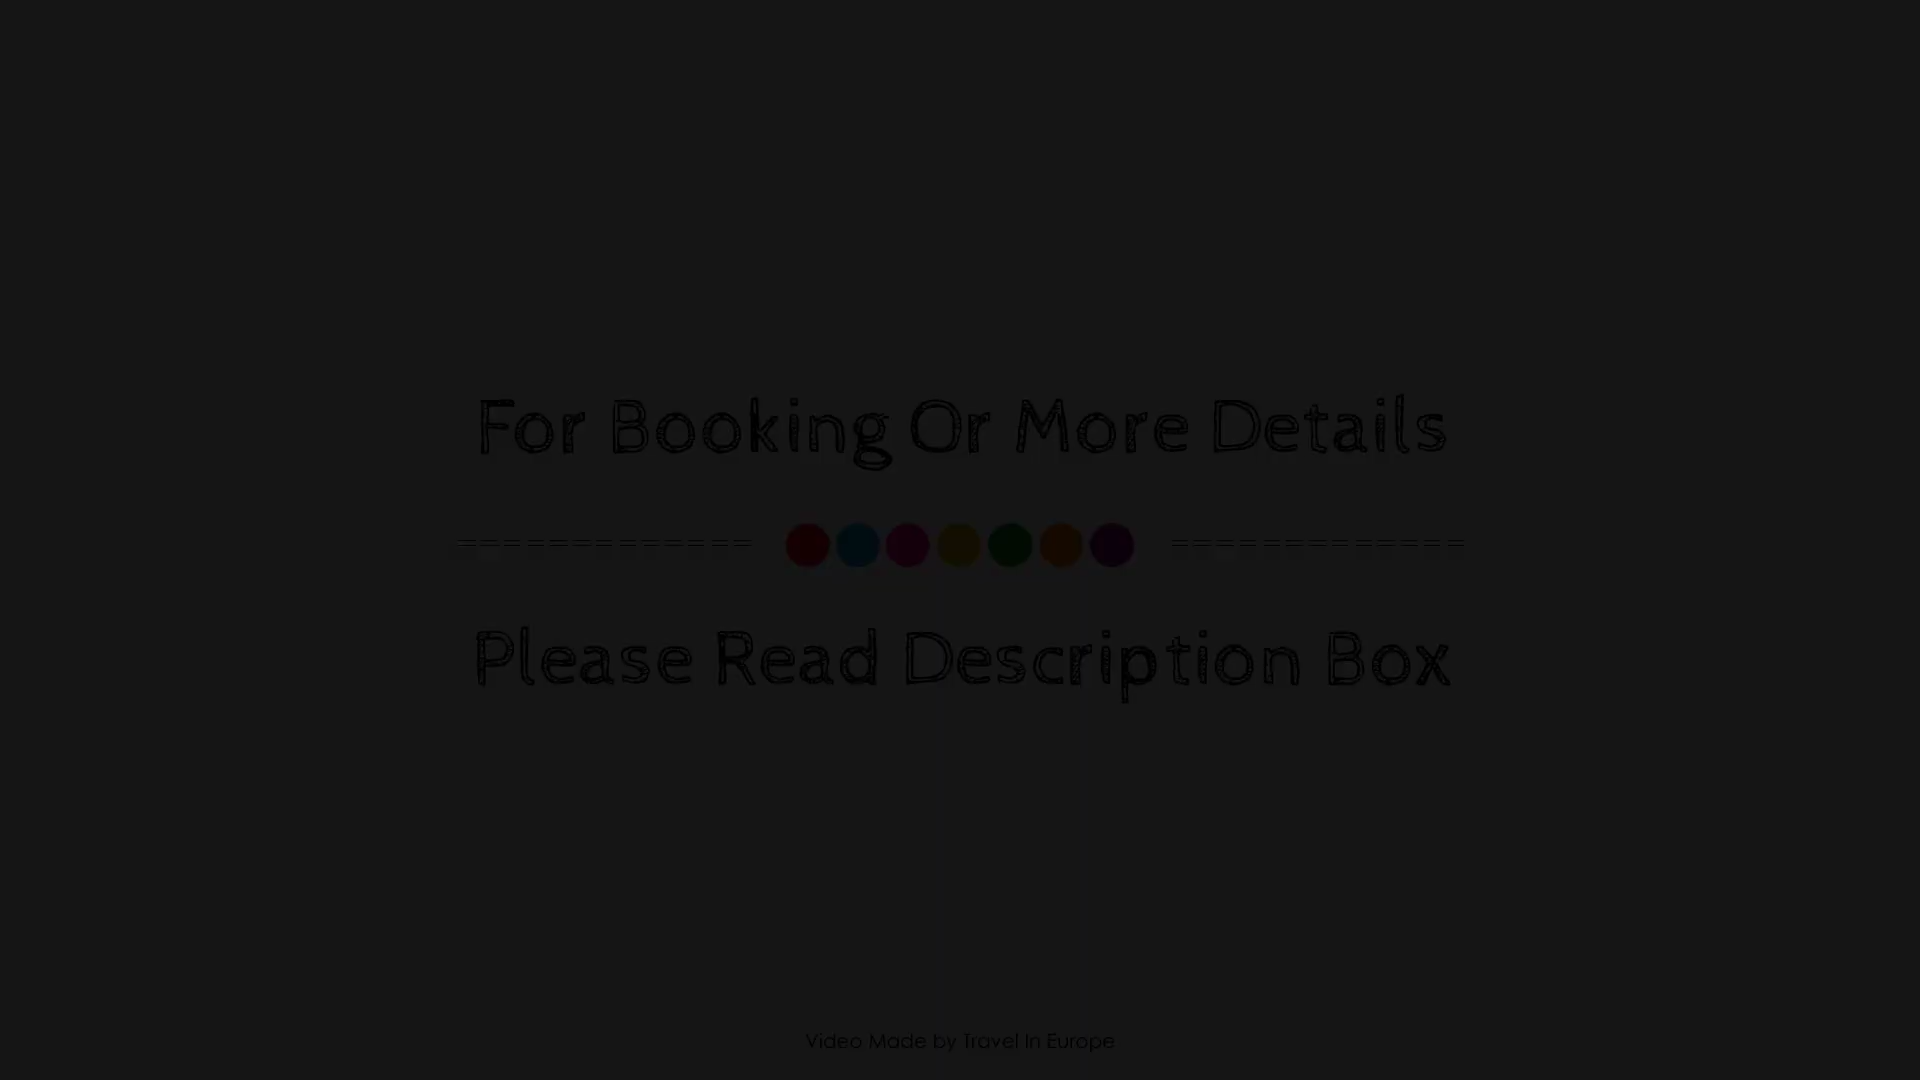 For Booking Or More Details
============= =============
Please Read Description Box
Video Made by Travel In Europe